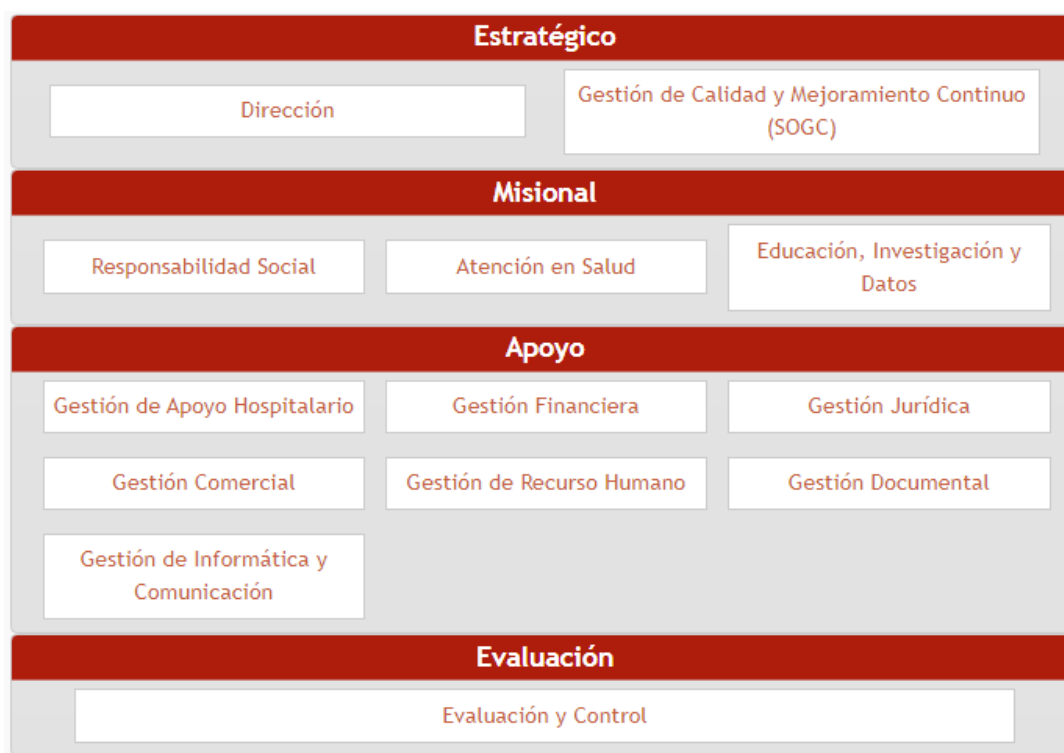 Estratégico
Dirección
Gestión de Calidad y Mejoramiento Continuo
(SOGC)
Misional
Responsabilidad Social
Atención en Salud
Educación, Investigación y
Datos
Apoyo
Gestión de Apoyo Hospitalario
Gestión Financiera
Gestión Jurídica
Gestión Comercial
Gestión de Recurso Humano
Gestión Documental
Gestión de Informática y
Comunicación
Evaluación
Evaluación y Control